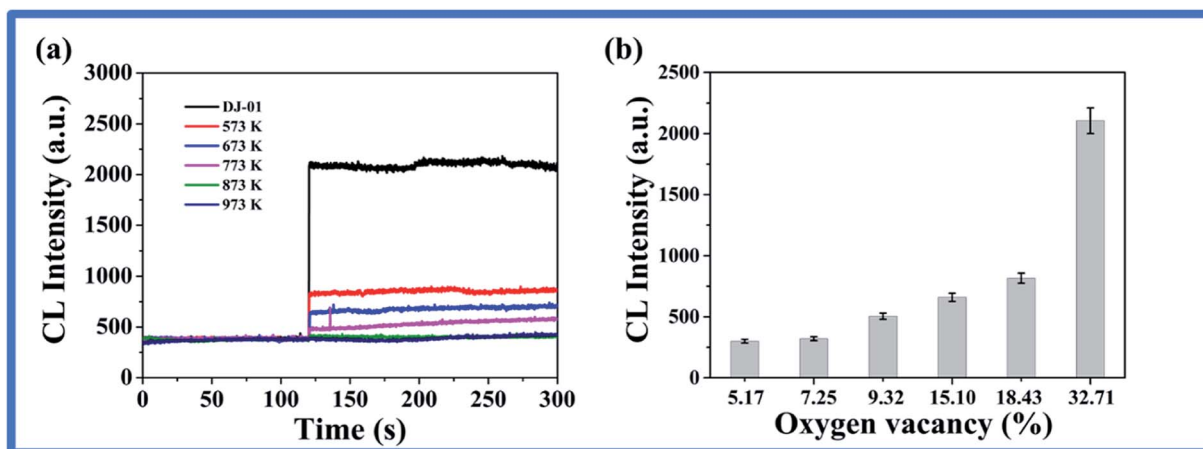 (a)
CL Intensity (a.u.)
3000
2500
2000
1500
1000
500
0
DJ-01
573 K
673 K
773 K
873 K
973 K
0 50 100 150 200 250 300
Time (s)
(b)
CL Intensity (a.u.)
2500
2000
1500
1000
500
0
5.17 7.25 9.32 15.10 18.43 32.71
Oxygen vacancy (%)